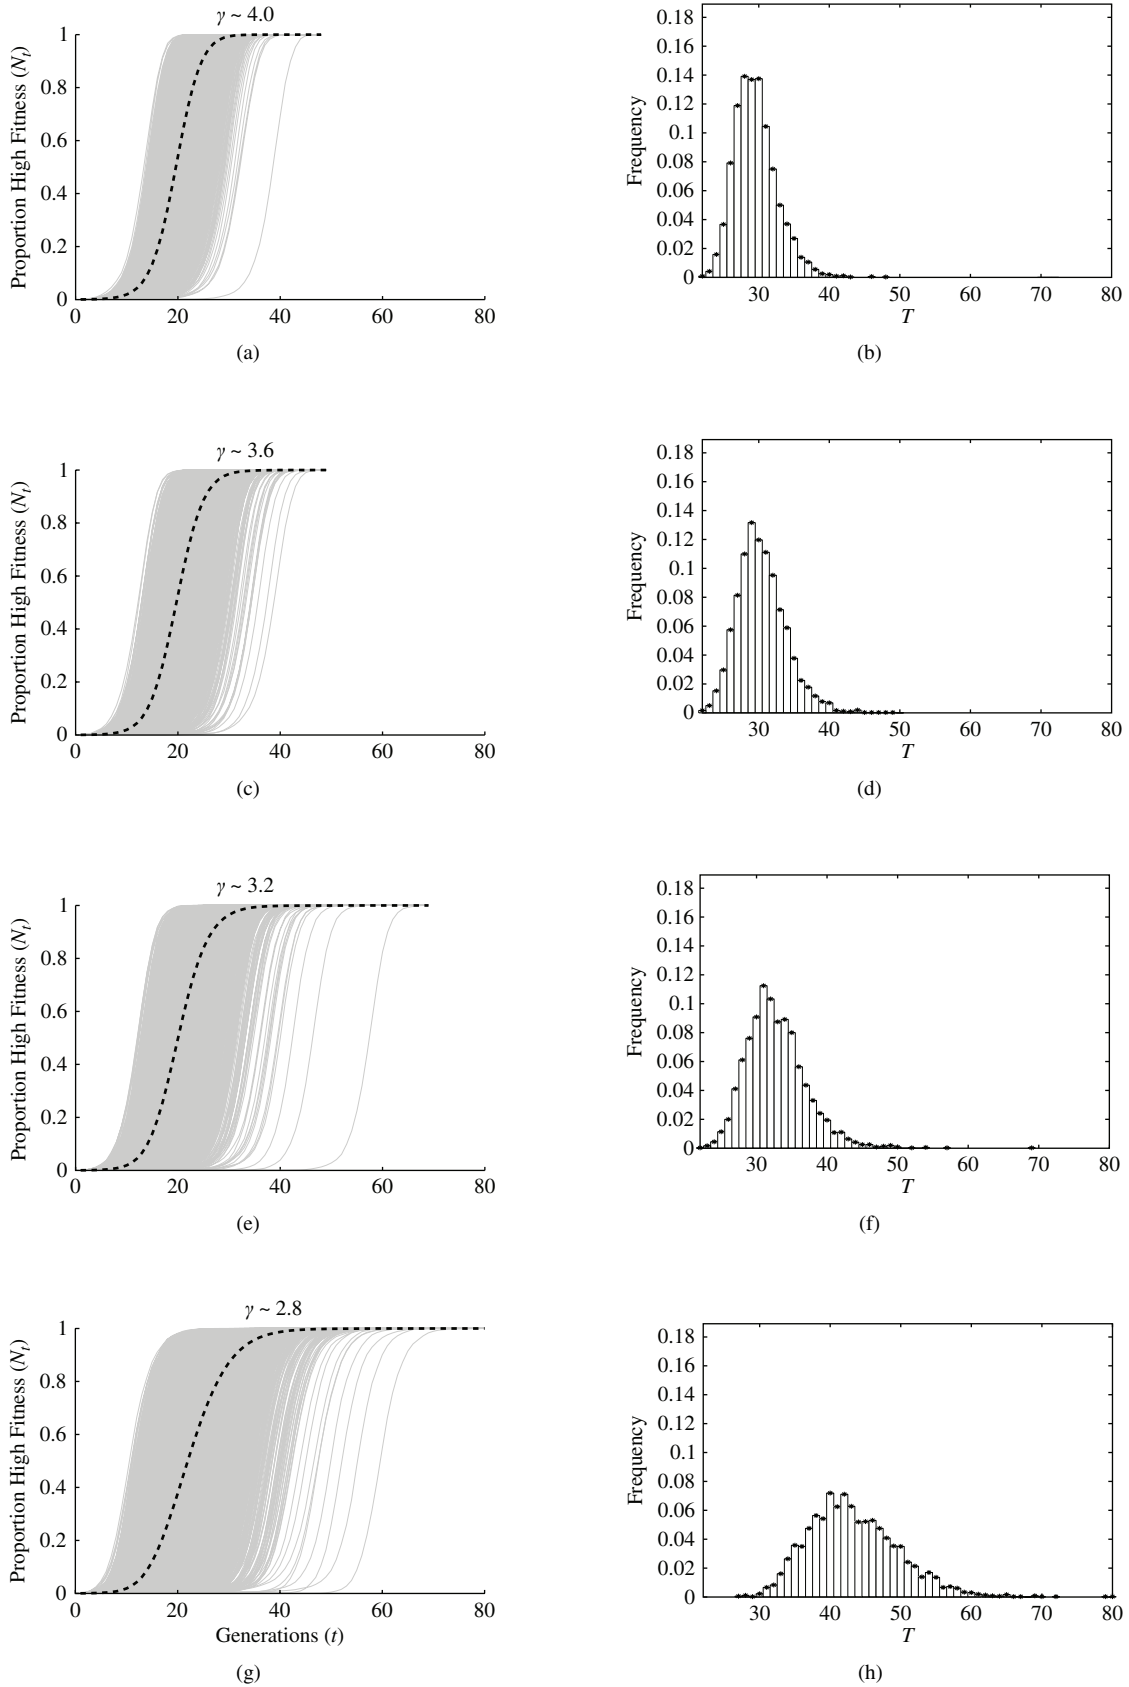 γ ~ 4.0
Proportion High Fitness (Nt)
1
0.8
0.6
0.4
0.2
0
0 20 40 60 80
(a)
Frequency
0.18
0.16
0.14
0.12
0.1
0.08
0.06
0.04
0.02
0
30 40 50 60 70 80
T
(b)
γ ~ 3.6
Proportion High Fitness (Nt)
1
0.8
0.6
0.4
0.2
0
0 20 40 60 80
(c)
Frequency
0.18
0.16
0.14
0.12
0.1
0.08
0.06
0.04
0.02
0
30 40 50 60 70 80
T
(d)
γ ~ 3.2
Proportion High Fitness (Nt)
1
0.8
0.6
0.4
0.2
0
0 20 40 60 80
(e)
Frequency
0.18
0.16
0.14
0.12
0.1
0.08
0.06
0.04
0.02
0
30 40 50 60 70 80
T
(f)
γ ~ 2.8
Proportion High Fitness (Nt)
1
0.8
0.6
0.4
0.2
0
0 20 40 60 80
Generations (t)
(g)
Frequency
0.18
0.16
0.14
0.12
0.1
0.08
0.06
0.04
0.02
0
30 40 50 60 70 80
T
(h)